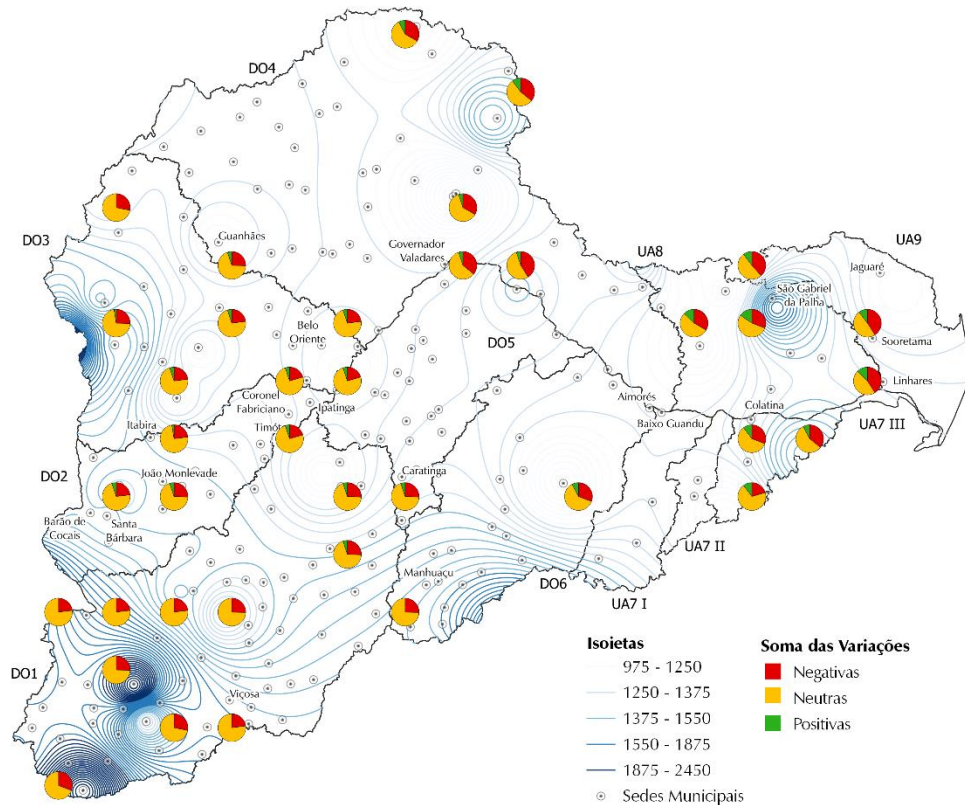 DO4
DO3
Guanhães
Governador
Valadares
UA8
UA9
Jaguaré
São Gabriel
da Palha
Belo
Oriente
DO5
Sooretama
Coronel
Fabriciano
Ipatinga
Aimorés
Linhares
Itabira
Timót
Colatina
Baixo Guandu
UA7 III
DO2
João Monlevade
Caratinga
Barão de
Cocais
Santa
Bárbara
UA7 II
Manhuaçu
DO6
UA7 I
DO1
Viçosa
Isoietas
975 - 1250
1250 - 1375
1375 - 1550
1550 - 1875
1875 - 2450
Sedes Municipais
Soma das Variações
Negativas
Neutras
Positivas